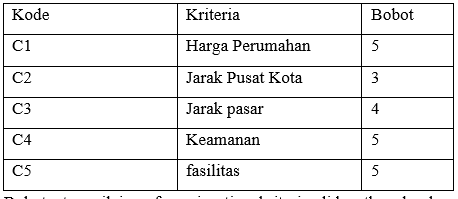 Kode Kriteria Bobot
C1 Harga Perumahan 5
C2 Jarak Pusat Kota 3
C3 Jarak pasar 4
C4 Keamanan 5
C5 fasilitas 5